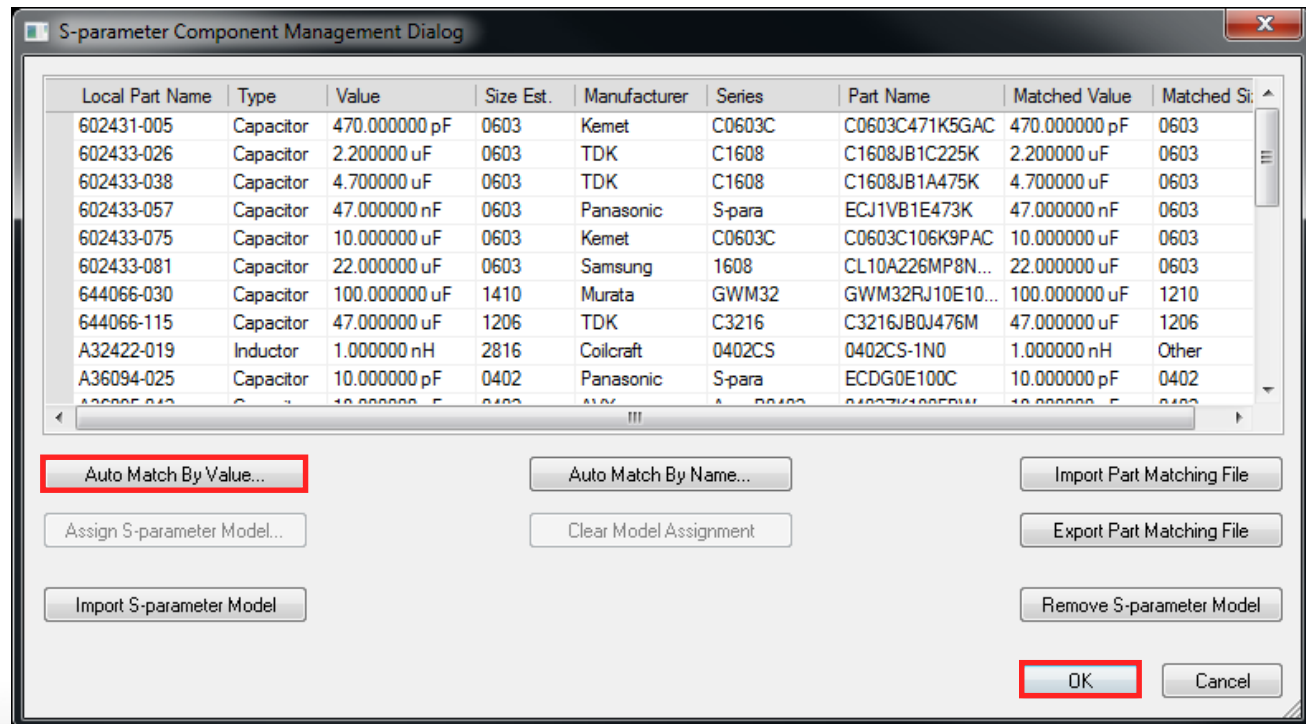 S-parameter Component Management Dialog
Local Part Name Type Value Size Est. Manufacturer Series Part Name Matched Value Matched Si
602431-005 Capacitor 470.000000 pF 0603 Kemet C0603C C0603C471K5GAC 470.000000 pF 0603
602433-026 Capacitor 2.200000 uF 0603 TDK C1608 C1608JB1C225K 2.200000 uF 0603
602433-038 Capacitor 4.700000 uF 0603 TDK C1608 C1608JB1A475K 4.700000 uF 0603
602433-057 Capacitor 47.000000 nF 0603 Panasonic S-para ECJ1VB1E473K 47.000000 nF 0603
602433-075 Capacitor 10.000000 uF 0603 Kemet C0603C C0603C106K9PAC 10.000000 uF 0603
602433-081 Capacitor 22.000000 uF 0603 Samsung 1608 CL10A226MP8N... 22.000000 uF 0603
644066-030 Capacitor 100.000000 uF 1410 Murata GWM32 GWM32RJ10E10... 100.000000 uF 1210
644066-115 Capacitor 47.000000 uF 1206 TDK C3216 C3216JB0J476M 47.000000 uF 1206
A32422-019 Inductor 1.000000 nH 2816 Coilcraft 0402CS 0402CS-1N0 1.000000 nH Other
A36094-025 Capacitor 10.000000 pF 0402 Panasonic S-para ECDG0E100C 10.000000 pF 0402
Auto Match By Value... Auto Match By Name... Import Part Matching File
Assign S-parameter Model... Clear Model Assignment Export Part Matching File
Import S-parameter Model Remove S-parameter Model
OK Cancel